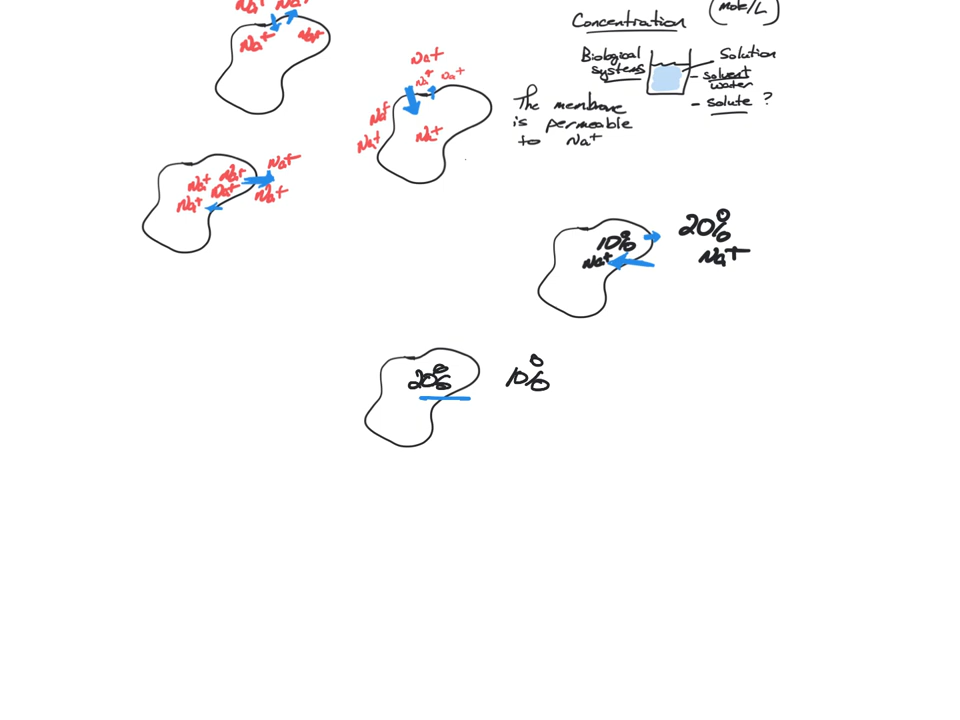 Na+ Na+
Na+ Na+
Concentration (mole/L)
Biological systems
Solution
- solvent
water
- solute ?
Na+
Na+ Na+
Na+
Na+
Na+
The membrane
is permeable
to Na+
Na+ Na+ Na+
Na+ Na+
Na+
Na+
10% 20%
Na+ Na+
20% 10%